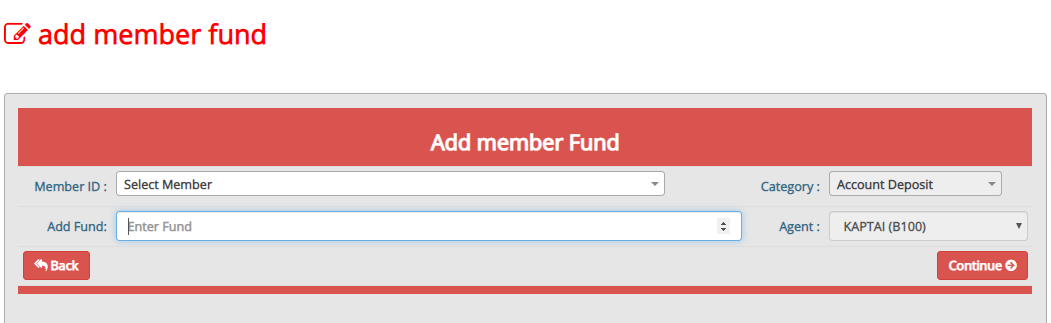 add member fund
Add member Fund
Member ID : Select Member Category : Account Deposit
Add Fund: Enter Fund Agent : KAPTAI (B100)
Back Continue